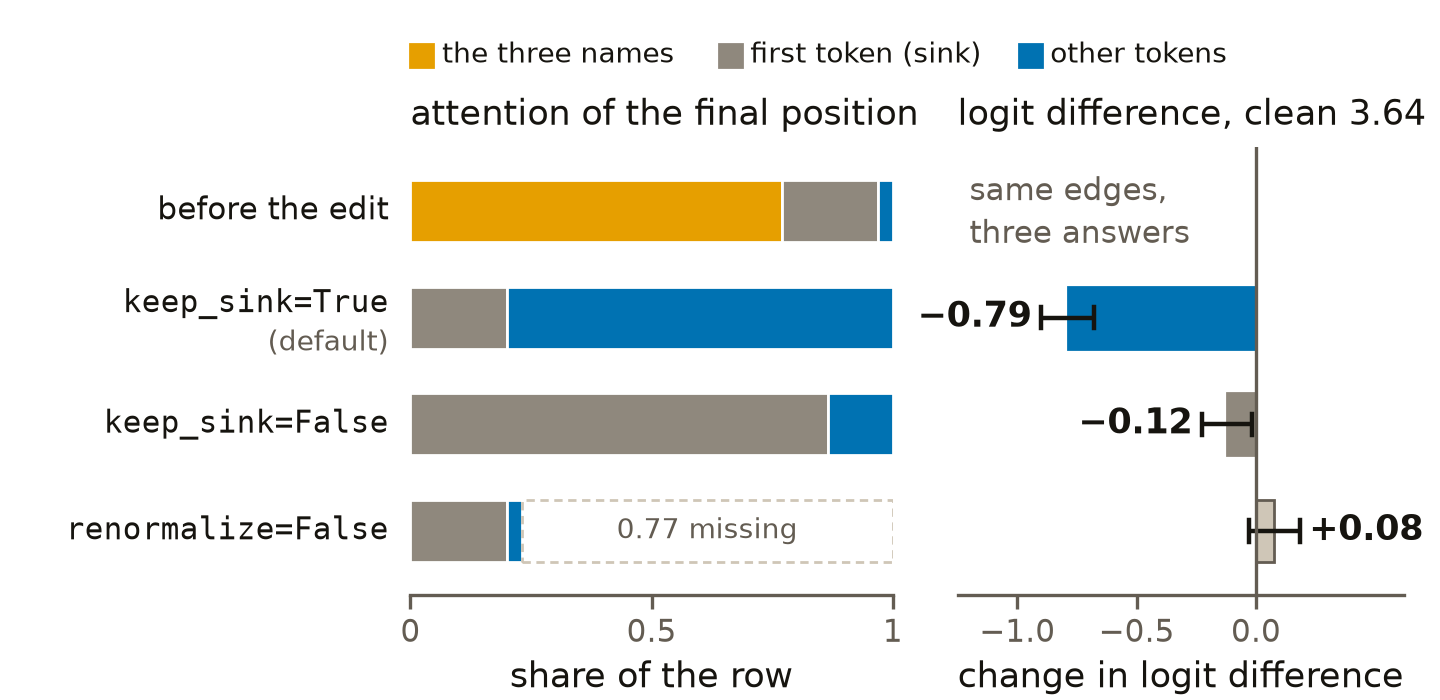 the three names
first token (sink)
other tokens
attention of the final position
logit difference, clean 3.64
before the edit
same edges,
three answers
keep_sink=True
(default)
−0.79
keep_sink=False
−0.12
renormalize=False
0.77 missing
+0.08
0
0.5
1
−1.0
−0.5
0.0
share of the row
change in logit difference